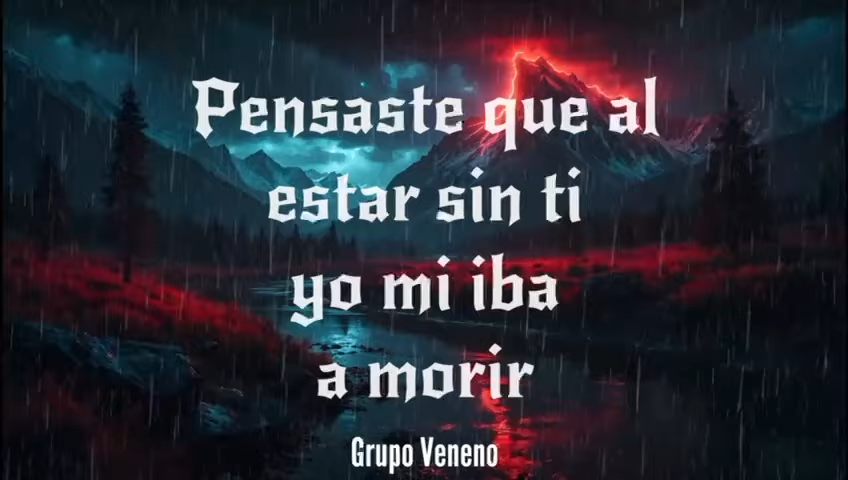 Pensaste que al
estar sin ti
yo mi iba
a morir
Grupo Veneno